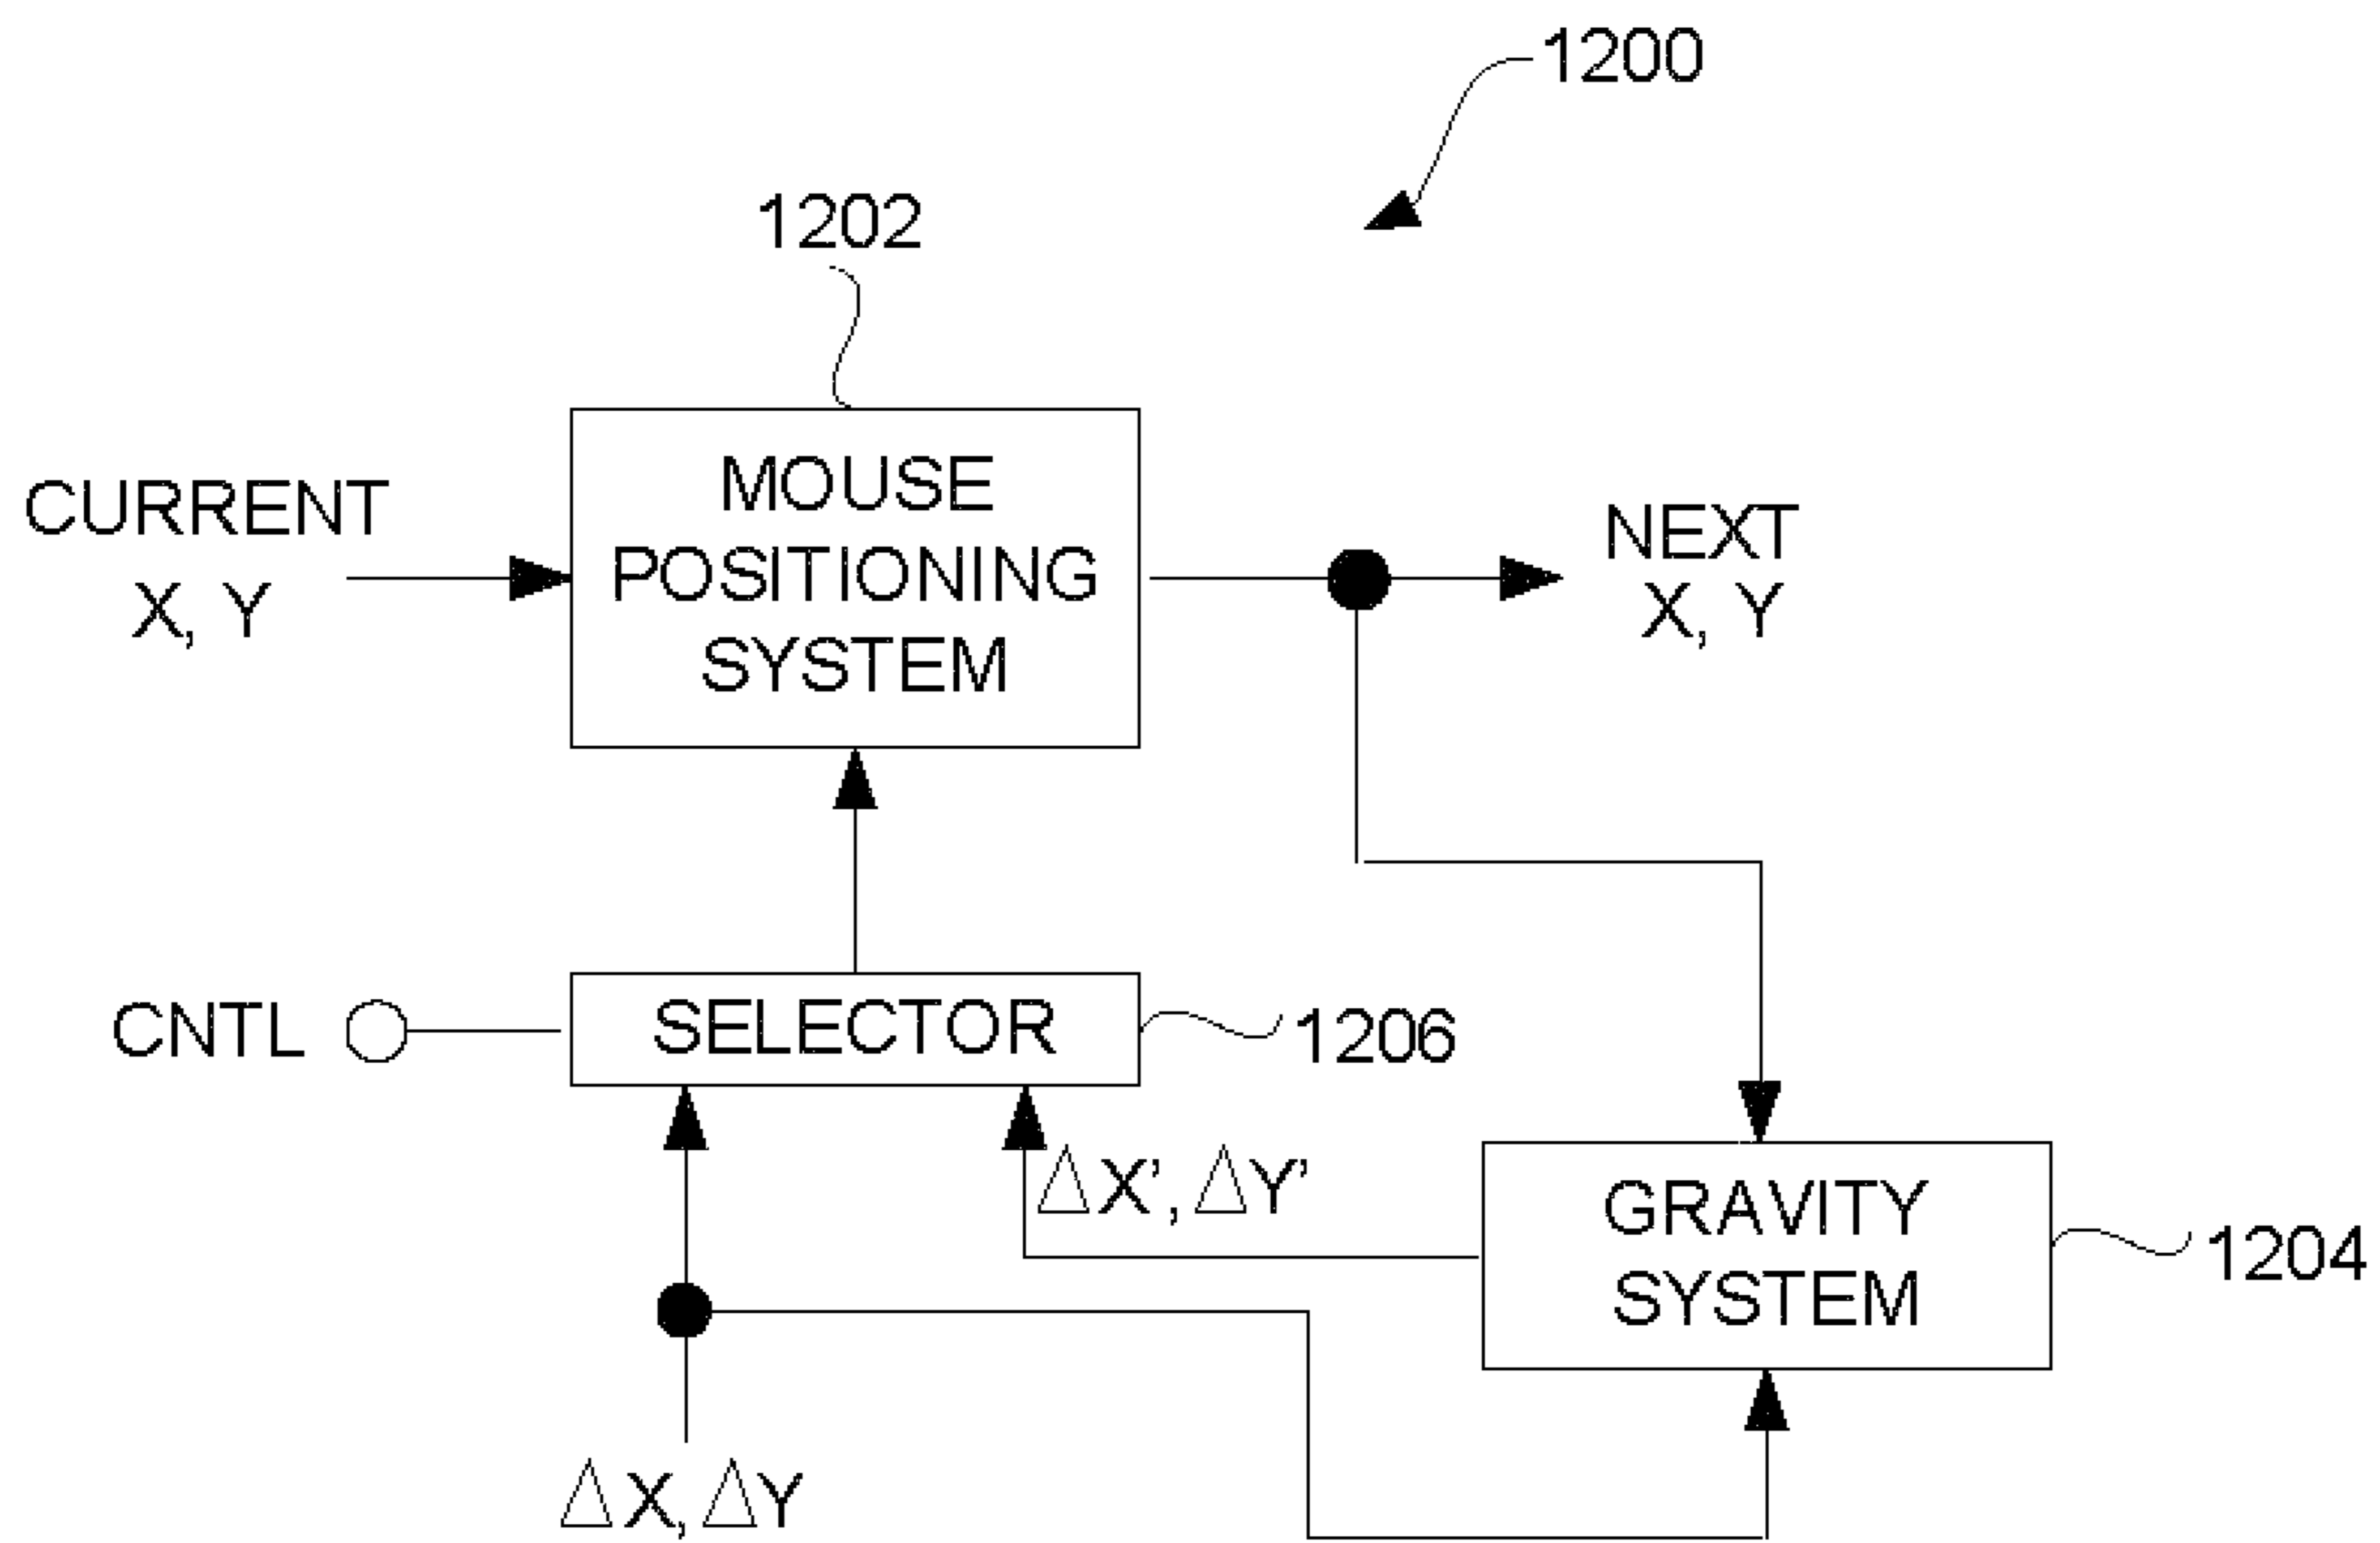 1200
1202
CURRENT
X, Y
MOUSE
POSITIONING
SYSTEM
NEXT
X, Y
CNTL
SELECTOR
1206
ΔX', ΔY'
GRAVITY
SYSTEM
1204
ΔX, ΔY